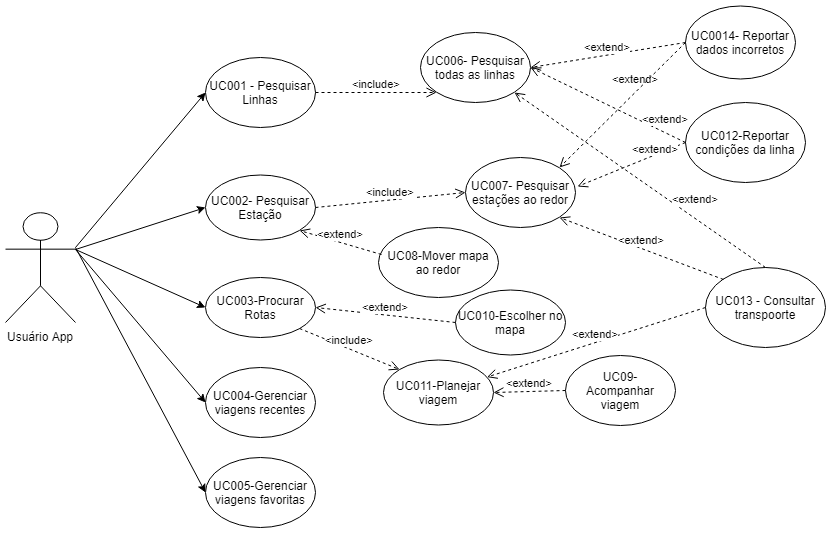 UC0014- Reportar
dados incorretos
<extend>
UC006- Pesquisar
todas as linhas
<extend>
UC001 - Pesquisar
Linhas
<include>
<extend>
UC012-Reportar
condições da linha
<extend>
UC002- Pesquisar
Estação
<include>
UC007- Pesquisar
estações ao redor
<extend>
<extend>
<extend>
UC08-Mover mapa
ao redor
Usuário App
UC003-Procurar
Rotas
<extend>
UC010-Escolher no
mapa
UC013 - Consultar
transpoorte
<include>
<extend>
UC011-Planejar
viagem
<extend>
UC09-
Acompanhar
viagem
UC004-Gerenciar
viagens recentes
UC005-Gerenciar
viagens favoritas